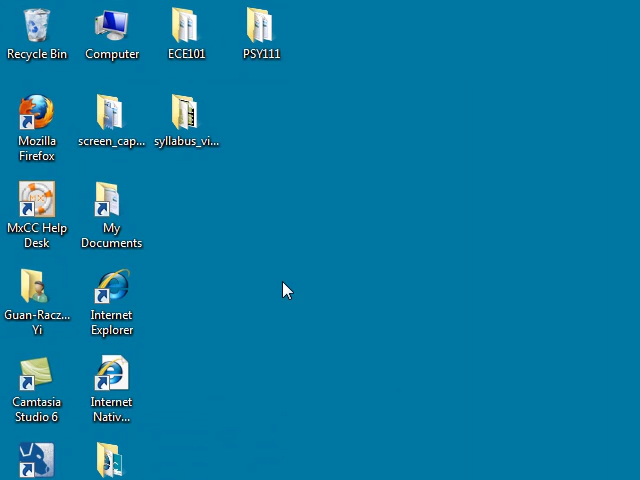 Recycle Bin
Computer
ECE101
PSY111
Mozilla
Firefox
screen_cap...
syllabus_vi...
MxCC Help
Desk
My
Documents
Guan-Racz...
Yi
Internet
Explorer
Camtasia
Studio 6
Internet
Nativ...